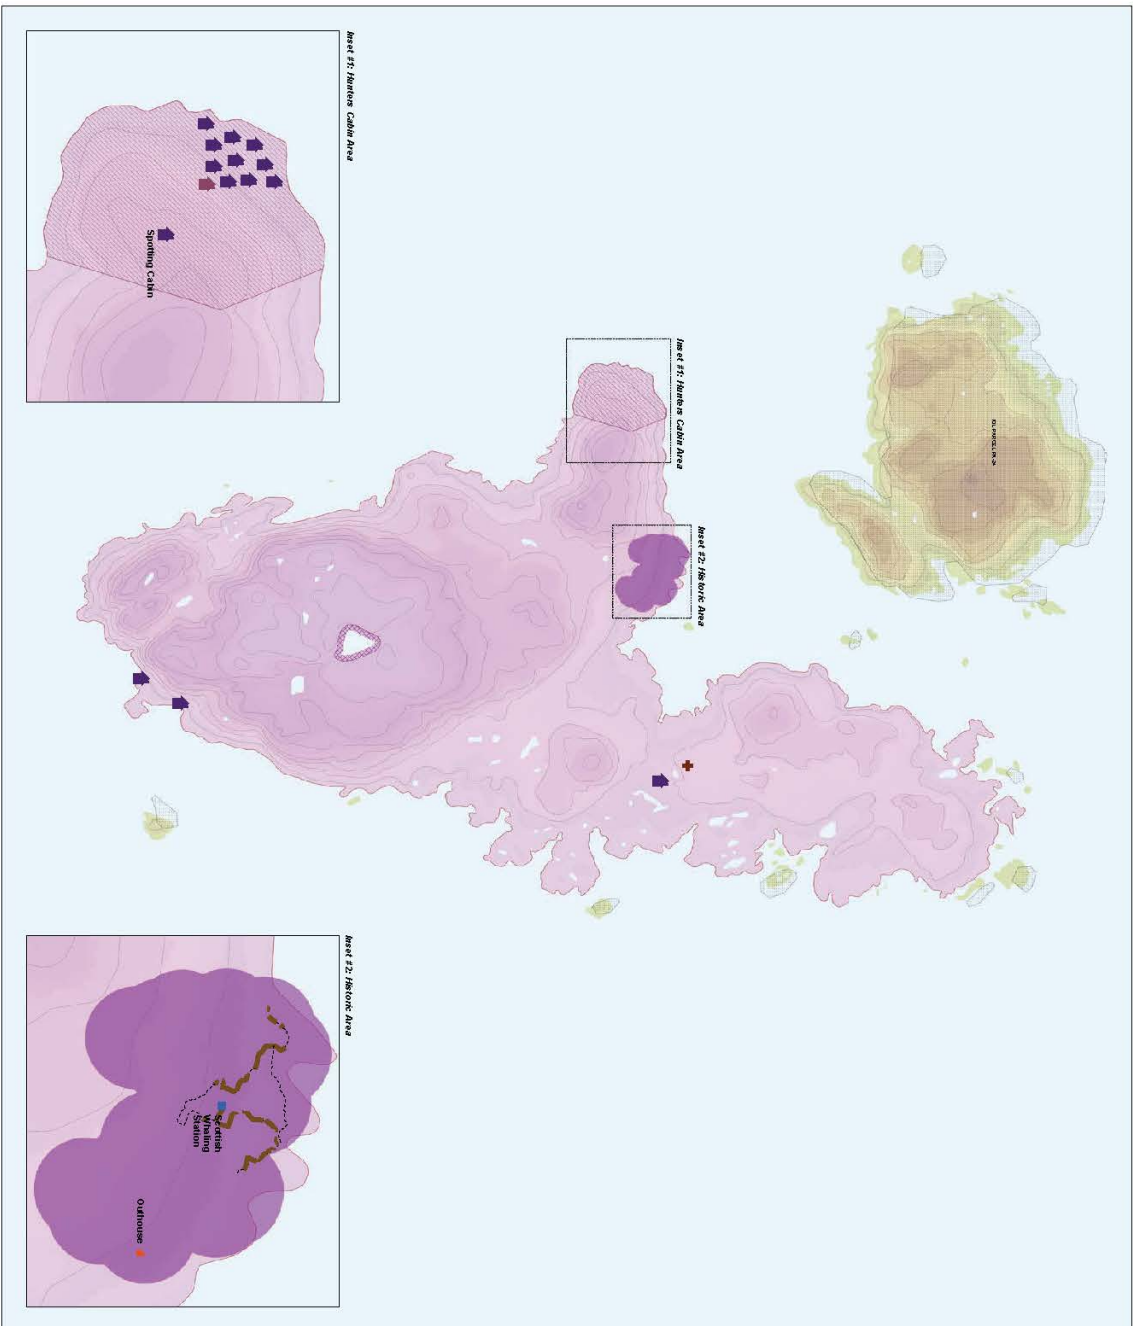 Inset #1: Hunters Cabin Area
Spotting Cabin
Inset #1: Hunters Cabin Area
Inset #2: Historic Area
Inset #2: Historic Area
Scottish
Whaling
Station
Outhouse